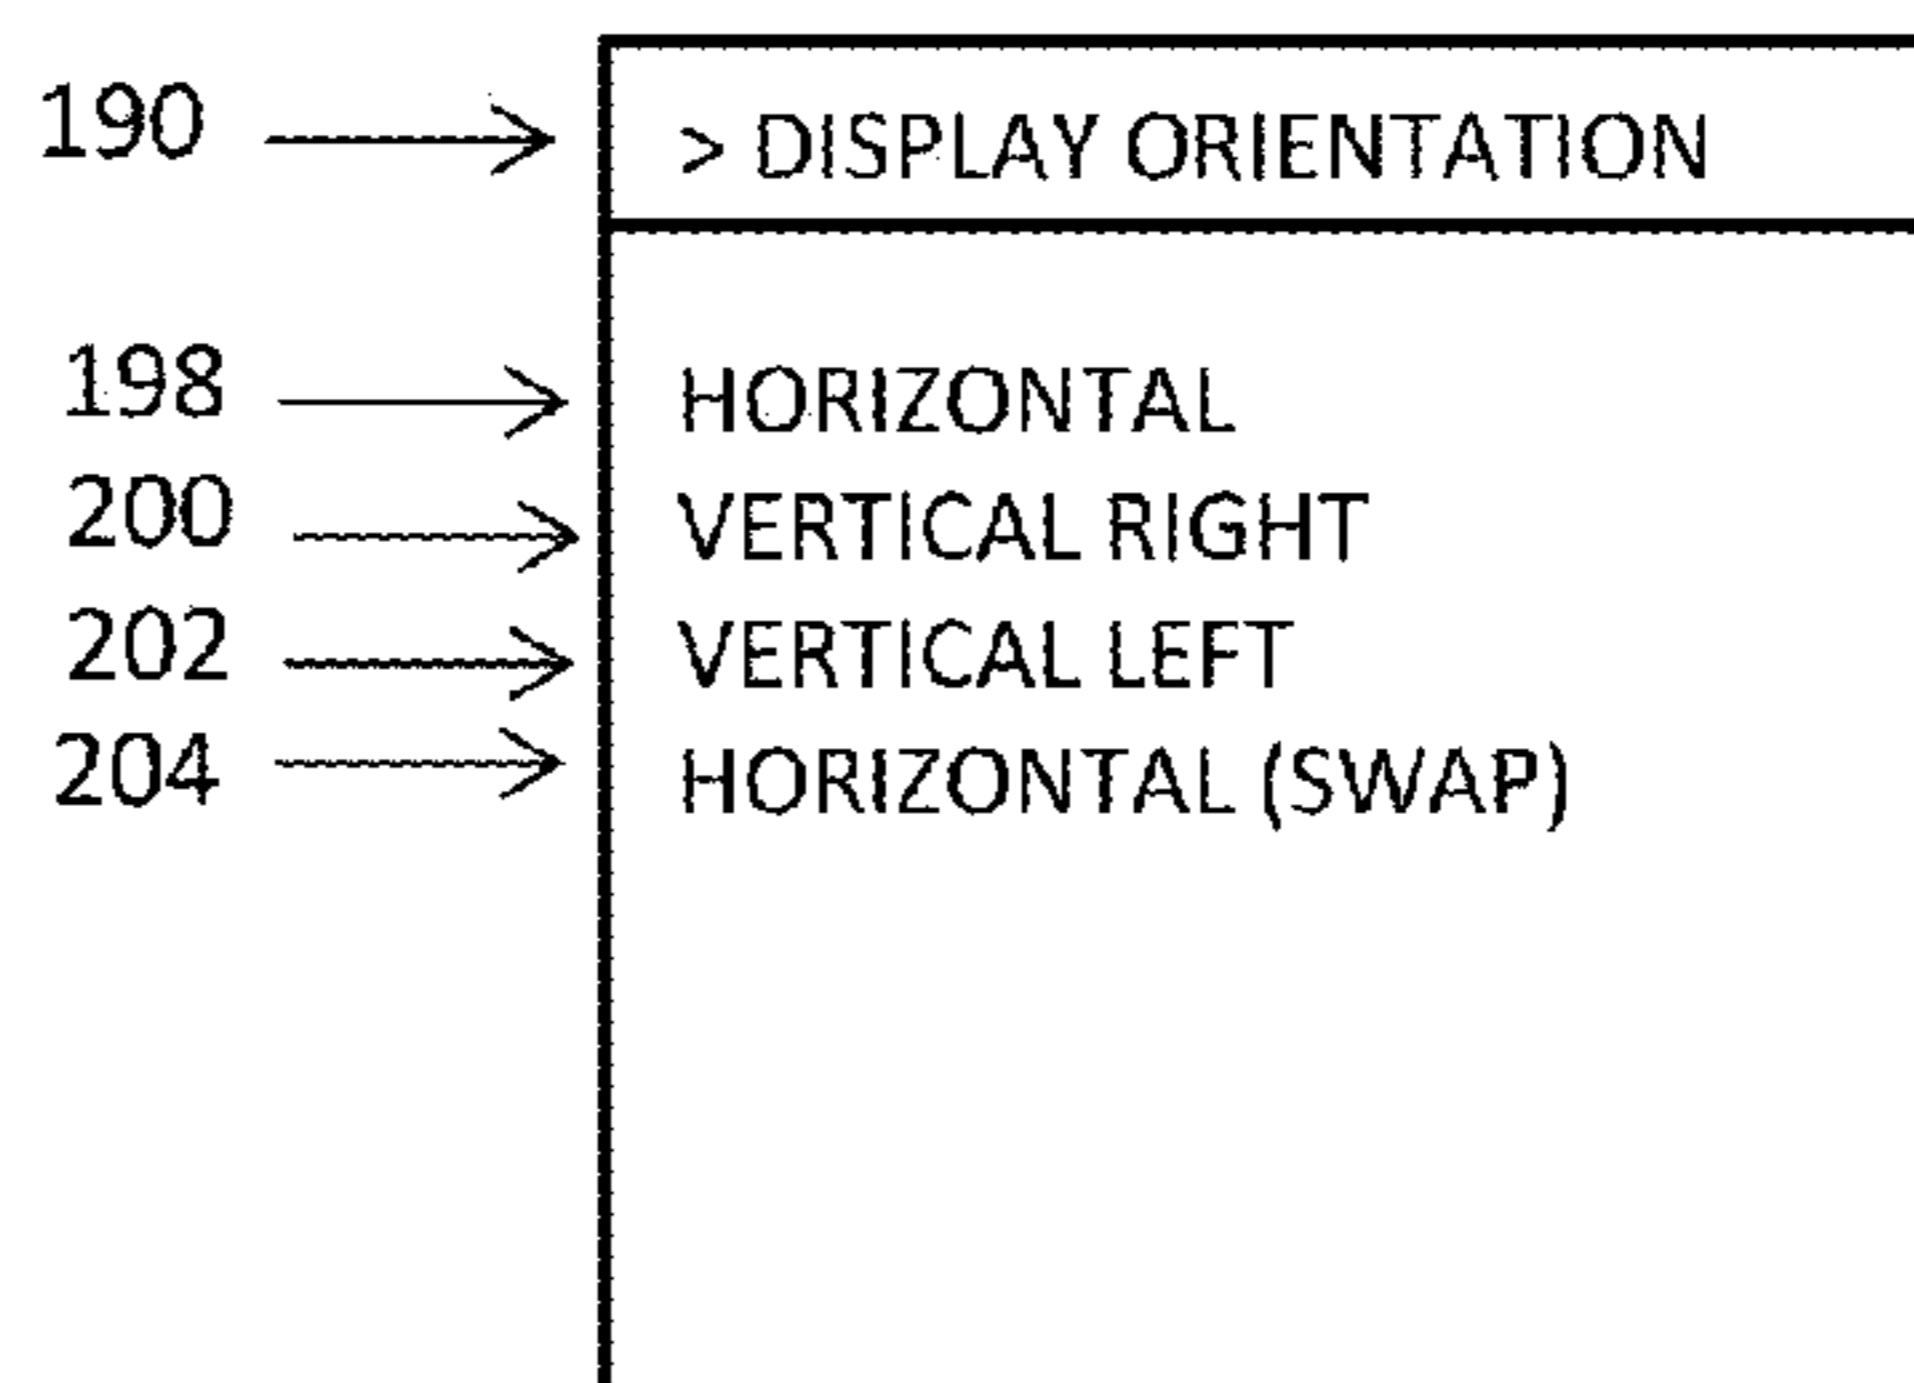 190 > DISPLAY ORIENTATION
198 HORIZONTAL
200 VERTICAL RIGHT
202 VERTICAL LEFT
204 HORIZONTAL (SWAP)